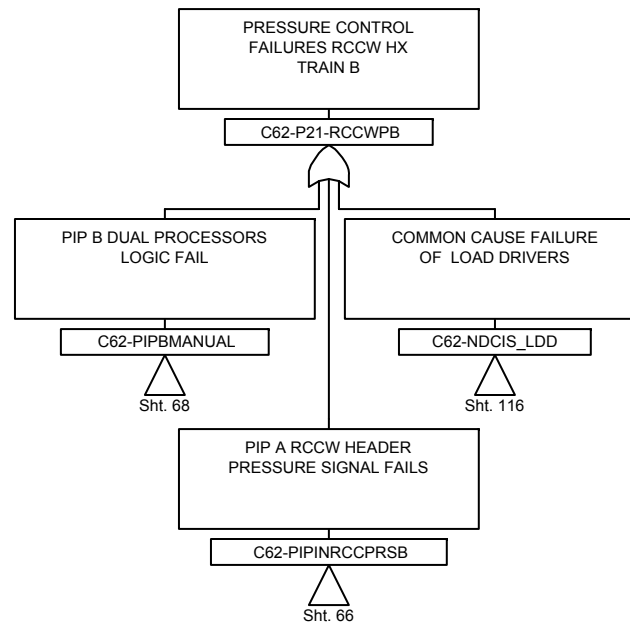 PRESSURE CONTROL
FAILURES RCCW HX
TRAIN B
C62-P21-RCCWPB
PIP B DUAL PROCESSORS
LOGIC FAIL
C62-PIPBMANUAL
Sht. 68
COMMON CAUSE FAILURE
OF LOAD DRIVERS
C62-NDCIS_LDD
Sht. 116
PIP A RCCW HEADER
PRESSURE SIGNAL FAILS
C62-PIPINRCCPRSB
Sht. 66